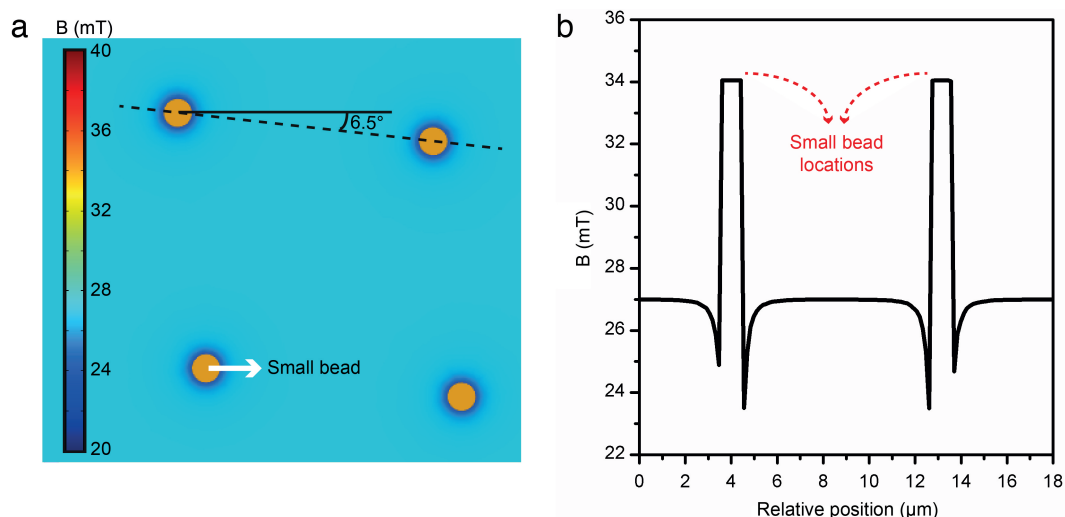 a
B (mT)
40
36
32
28
24
20
6.5°
Small bead
b
B (mT)
36
34
32
30
28
26
24
22
Small bead
locations
0 2 4 6 8 10 12 14 16 18
Relative position (μm)